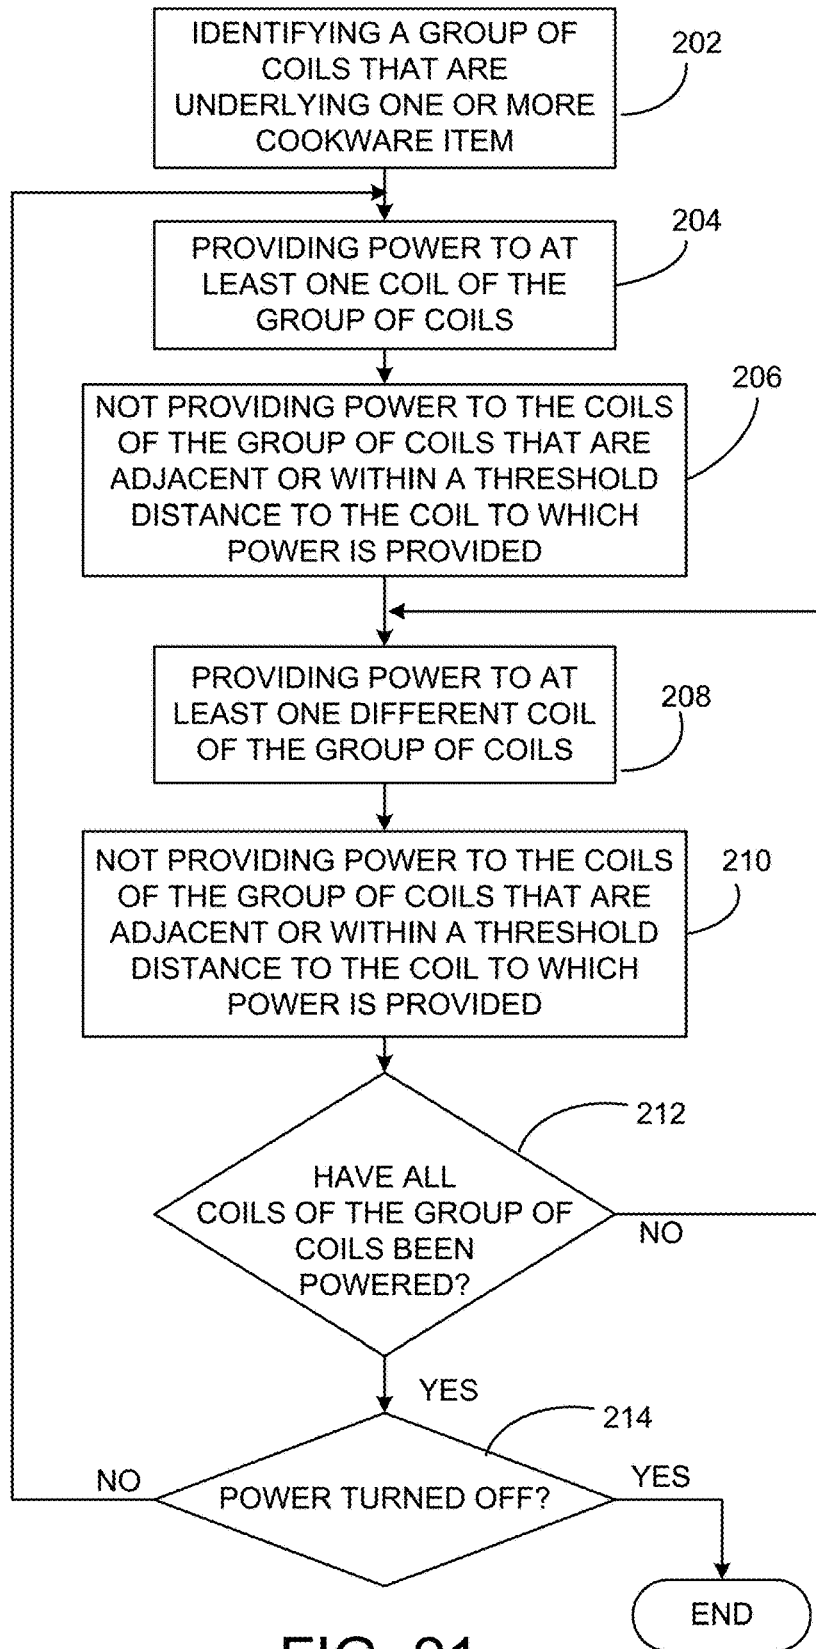 IDENTIFYING A GROUP OF
COILS THAT ARE
UNDERLYING ONE OR MORE
COOKWARE ITEM
202
PROVIDING POWER TO AT
LEAST ONE COIL OF THE
GROUP OF COILS
204
NOT PROVIDING POWER TO THE COILS
OF THE GROUP OF COILS THAT ARE
ADJACENT OR WITHIN A THRESHOLD
DISTANCE TO THE COIL TO WHICH
POWER IS PROVIDED
206
PROVIDING POWER TO AT
LEAST ONE DIFFERENT COIL
OF THE GROUP OF COILS
208
NOT PROVIDING POWER TO THE COILS
OF THE GROUP OF COILS THAT ARE
ADJACENT OR WITHIN A THRESHOLD
DISTANCE TO THE COIL TO WHICH
POWER IS PROVIDED
210
HAVE ALL
COILS OF THE GROUP OF
COILS BEEN
POWERED?
212
NO
YES
POWER TURNED OFF?
214
NO
YES
END
FIG. 21